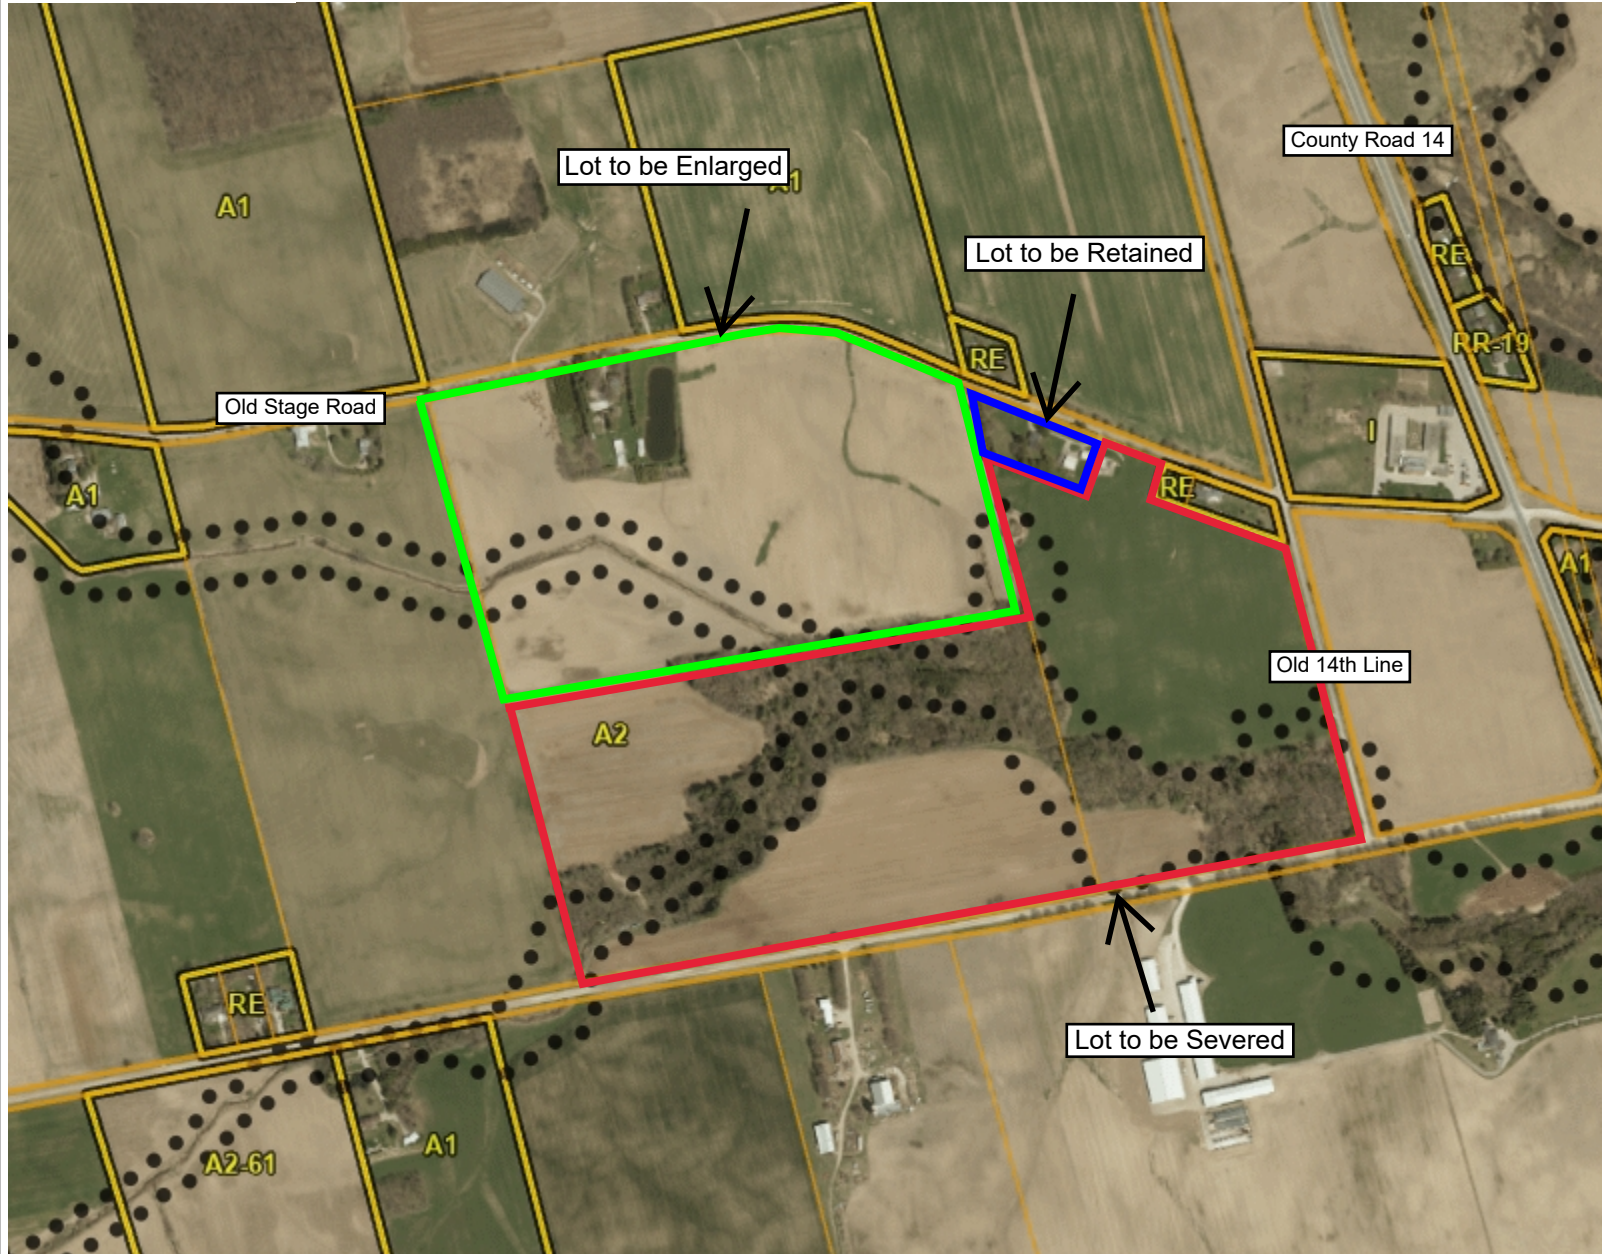 County Road 14
Lot to be Enlarged
A1
A1
Lot to be Retained
RE
RR-19
RE
Old Stage Road
I
RE
A1
A1
Old 14th Line
A2
RE
Lot to be Severed
A1
A2-61